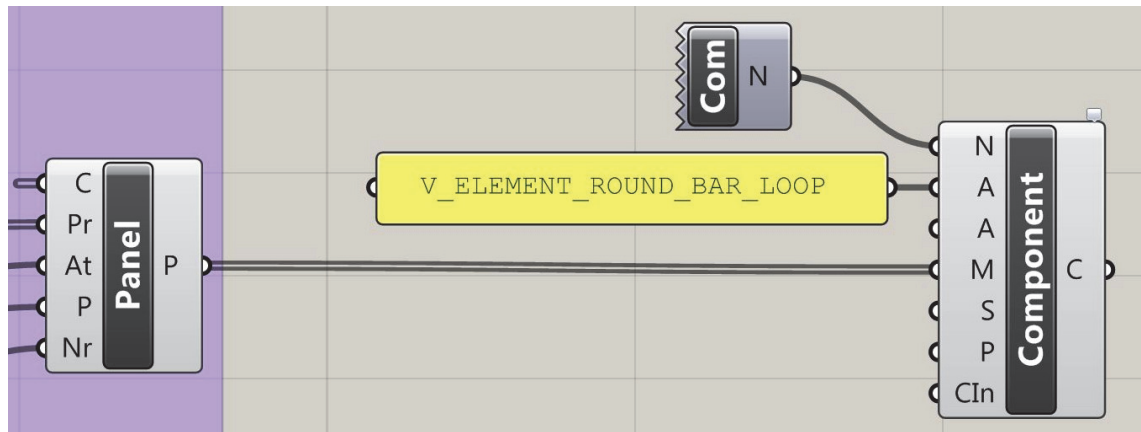 Com
N
V_ELEMENT_ROUND_BAR_LOOP
C
Pr
At
P
Nr
Panel
P
N
A
A
M
S
P
CIn
Component
C